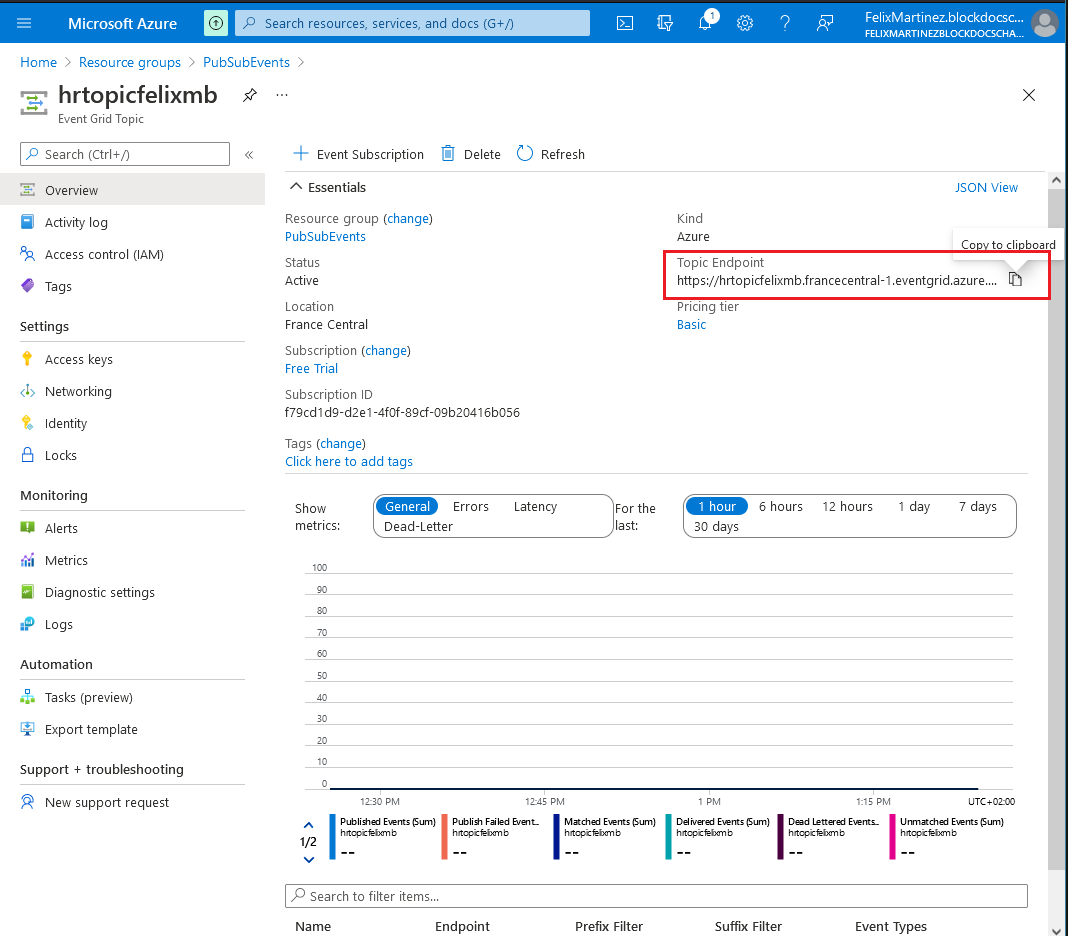 Microsoft Azure
Search resources, services, and docs (G+/)
1
FelixMartinez.blockdocsc...
FELIXMARTINEZBLOCKDOCSCHA...
Home > Resource groups > PubSubEvents >
hrtopicfelixmb
...
Event Grid Topic
Search (Ctrl+/)
«
Event Subscription
Delete
Refresh
Overview
Activity log
Access control (IAM)
Tags
Settings
Access keys
Networking
Identity
Locks
Monitoring
Alerts
Metrics
Diagnostic settings
Logs
Automation
Tasks (preview)
Export template
Support + troubleshooting
New support request
Essentials
JSON View
Resource group (change)
PubSubEvents
Status
Active
Location
France Central
Subscription (change)
Free Trial
Subscription ID
f79cd1d9-d2e1-4f0f-89cf-09b20416b056
Tags (change)
Click here to add tags
Kind
Azure
Copy to clipboard
Topic Endpoint
https://hrtopicfelixmb.francecentral-1.eventgrid.azure....
Pricing tier
Basic
Show metrics:
General Errors Latency
Dead-Letter
For the last:
1 hour 6 hours 12 hours 1 day 7 days
30 days
100
90
80
70
60
50
40
30
20
10
0
12:30 PM 12:45 PM 1 PM 1:15 PM UTC+02:00
1/2
Published Events (Sum)
hrtopicfelixmb
--
Publish Failed Event...
hrtopicfelixmb
--
Matched Events (Sum)
hrtopicfelixmb
--
Delivered Events (Sum)
hrtopicfelixmb
--
Dead Lettered Events...
hrtopicfelixmb
--
Unmatched Events (Sum)
hrtopicfelixmb
--
Search to filter items...
Name Endpoint Prefix Filter Suffix Filter Event Types